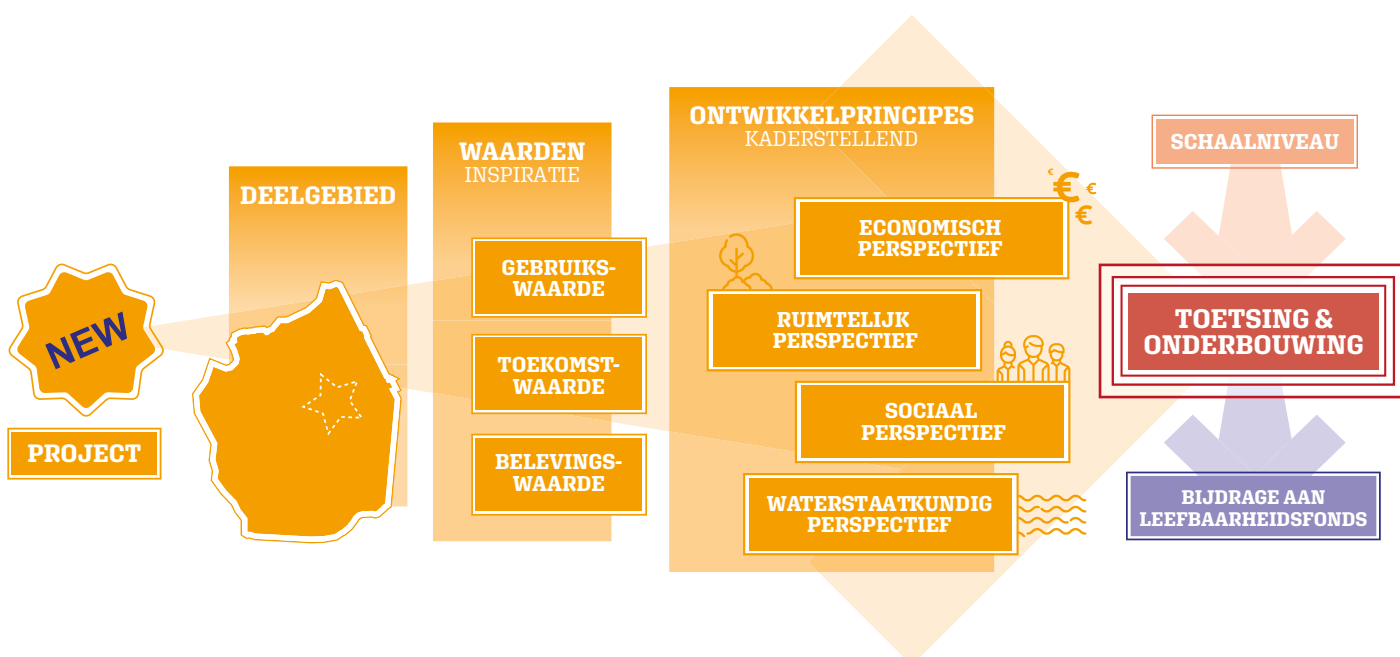 NEW
PROJECT
DEELGEBIED
WAARDEN
INSPIRATIE
GEBRUIKS-
WAARDE
TOEKOMST-
WAARDE
BELEVINGS-
WAARDE
ONTWIKKELPRINCIPES
KADERSTELLEND
€ € €
€
ECONOMISCH
PERSPECTIEF
RUIMTELIJK
PERSPECTIEF
SOCIAAL
PERSPECTIEF
WATERSTAATKUNDIG
PERSPECTIEF
SCHAALNIVEAU
TOETSING &
ONDERBOUWING
BIJDRAGE AAN
LEEFBAARHEIDSFONDS